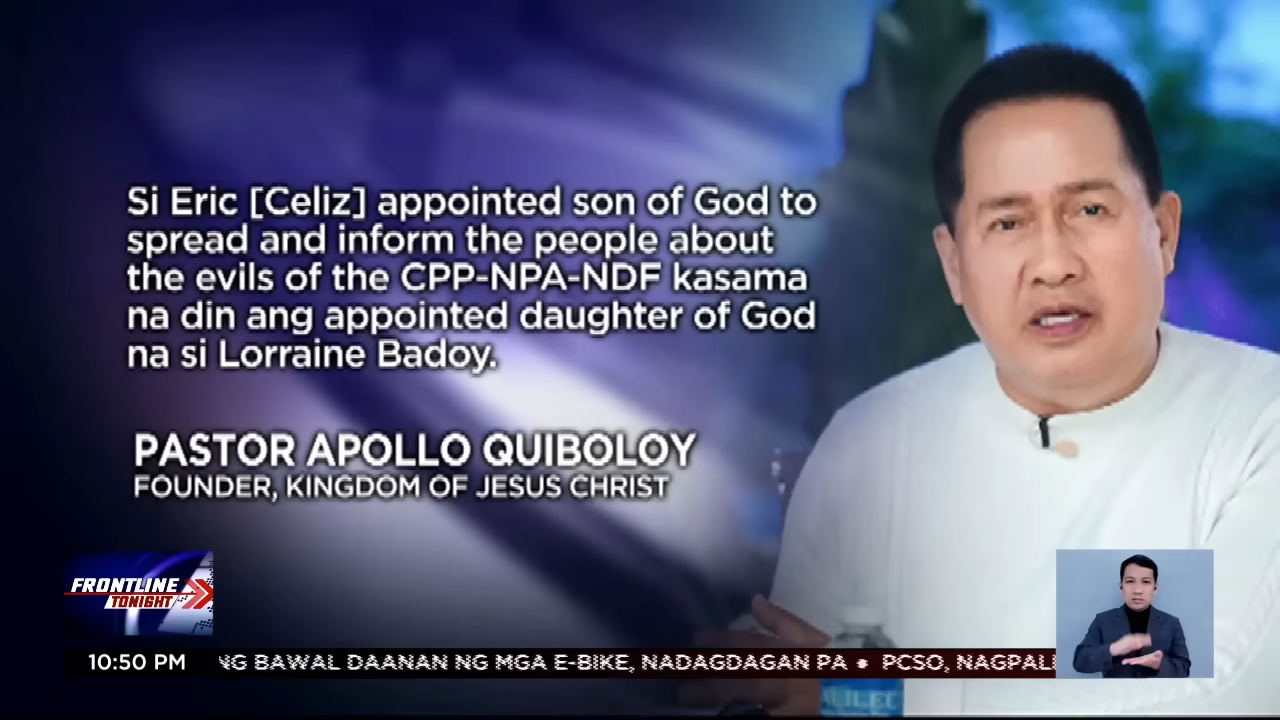 Si Eric [Celiz] appointed son of God to
spread and inform the people about
the evils of the CPP-NPA-NDF kasama
na din ang appointed daughter of God
na si Lorraine Badoy.
PASTOR APOLLO QUIBOLOY
FOUNDER, KINGDOM OF JESUS CHRIST
FRONTLINE
TONIGHT
10:50 PM
NG BAWAL DAANAN NG MGA E-BIKE, NADAGDAGAN PA • PCSO, NAGPALI